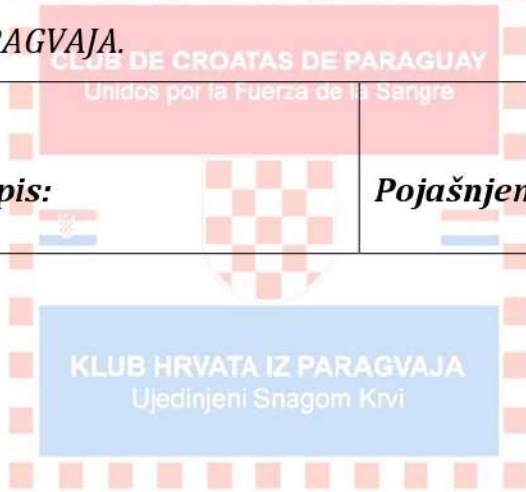 AGVAJA.
CLUB DE CROATAS DE PARAGUAY
Unidos por la Fuerza de la Sangre
pis:
Pojašnjen
KLUB HRVATA IZ PARAGVAJA
Ujedinjeni Snagom Krvi